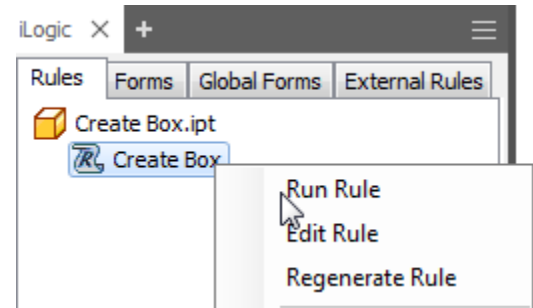 iLogic
Rules Forms Global Forms External Rules
Create Box.ipt
Create Box
Run Rule
Edit Rule
Regenerate Rule